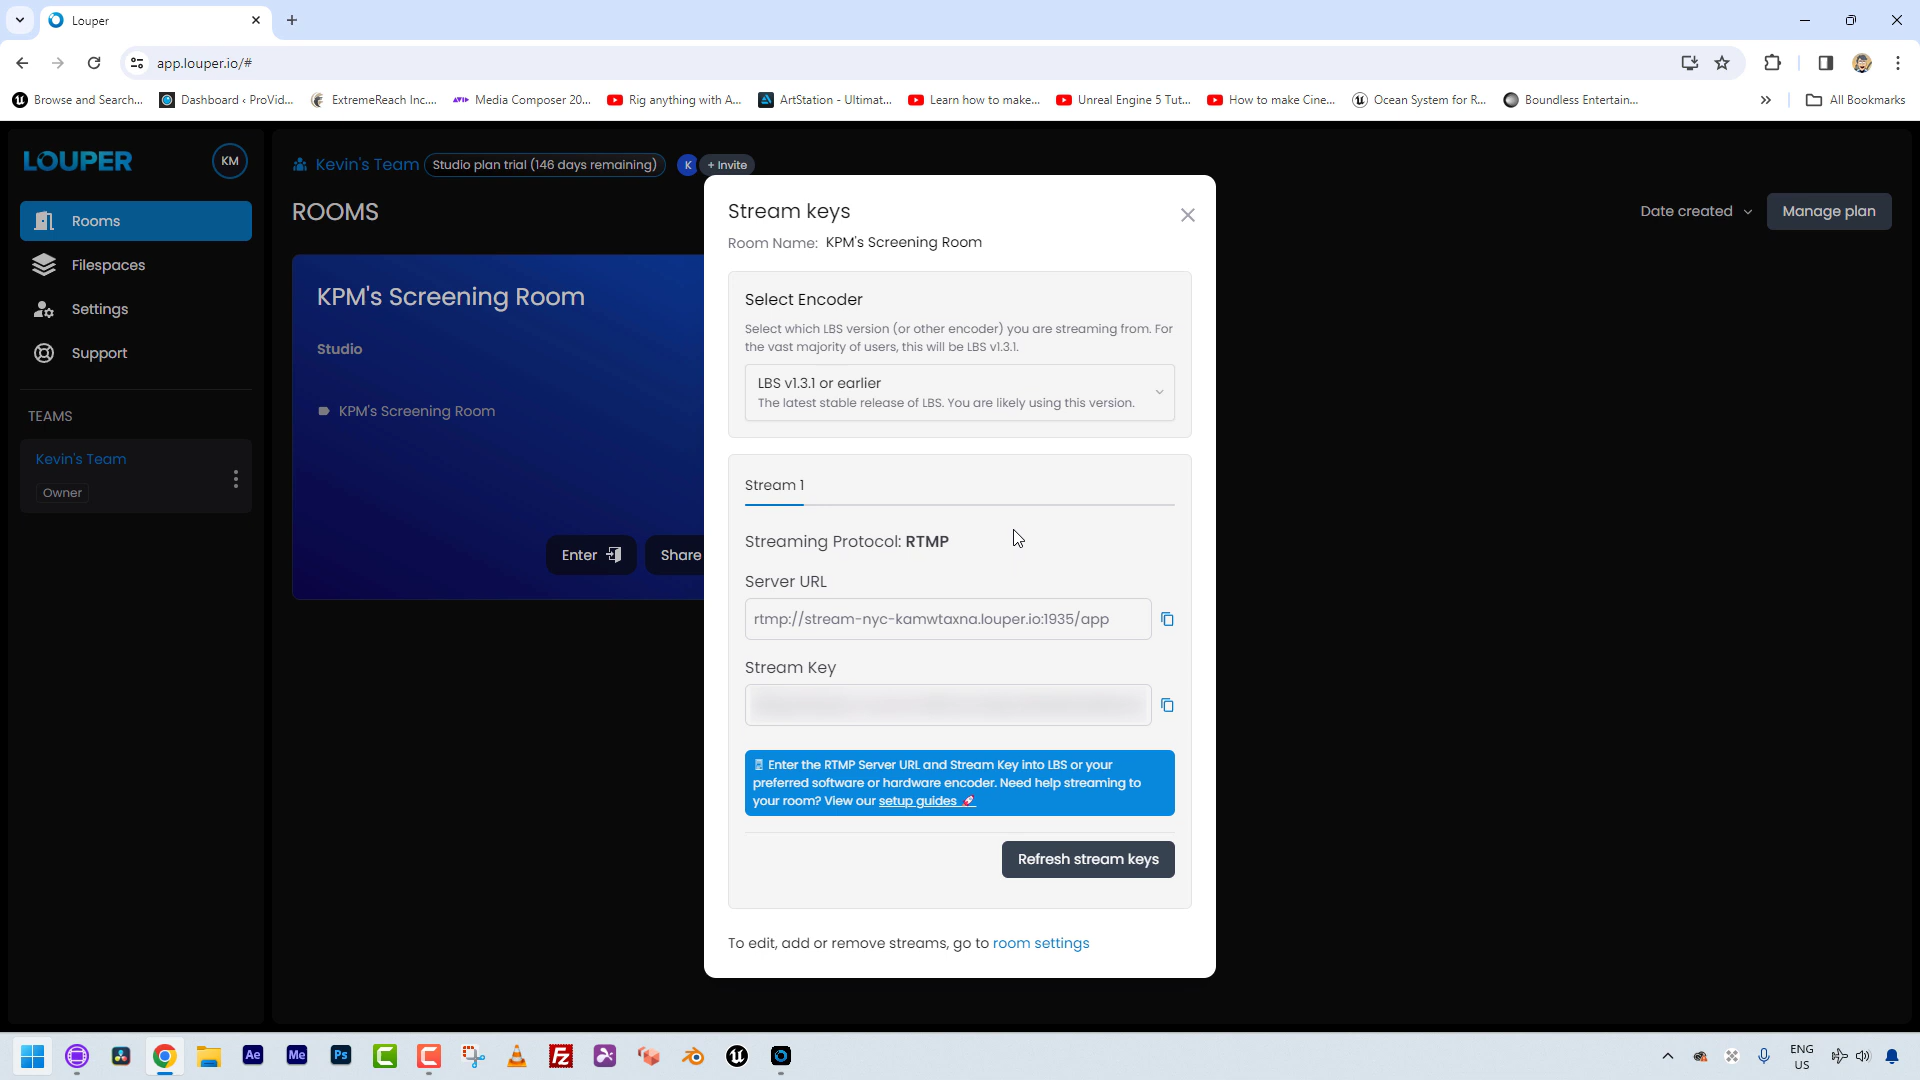 Louper
app.louper.io/#
Browse and Search...
Dashboard ‹ ProVid...
ExtremeReach Inc....
Media Composer 20...
Rig anything with A...
ArtStation - Ultimat...
Learn how to make...
Unreal Engine 5 Tut...
How to make Cine...
Ocean System for R...
Boundless Entertain...
All Bookmarks
LOUPER
KM
Kevin's Team
Studio plan trial (146 days remaining)
K
+ Invite
Rooms
Filespaces
Settings
Support
TEAMS
Kevin's Team
Owner
ROOMS
Date created
Manage plan
KPM's Screening Room
Studio
KPM's Screening Room
Enter
Share
Stream keys
Room Name: KPM's Screening Room
Select Encoder
Select which LBS version (or other encoder) you are streaming from. For
the vast majority of users, this will be LBS v1.3.1.
LBS v1.3.1 or earlier
The latest stable release of LBS. You are likely using this version.
Stream 1
Streaming Protocol: RTMP
Server URL
rtmp://stream-nyc-kamwtaxna.louper.io:1935/app
Stream Key
Enter the RTMP Server URL and Stream Key into LBS or your
preferred software or hardware encoder. Need help streaming to
your room? View our setup guides 🚀
Refresh stream keys
To edit, add or remove streams, go to room settings
Ae
Me
Ps
C
C
FZ
ENG
US